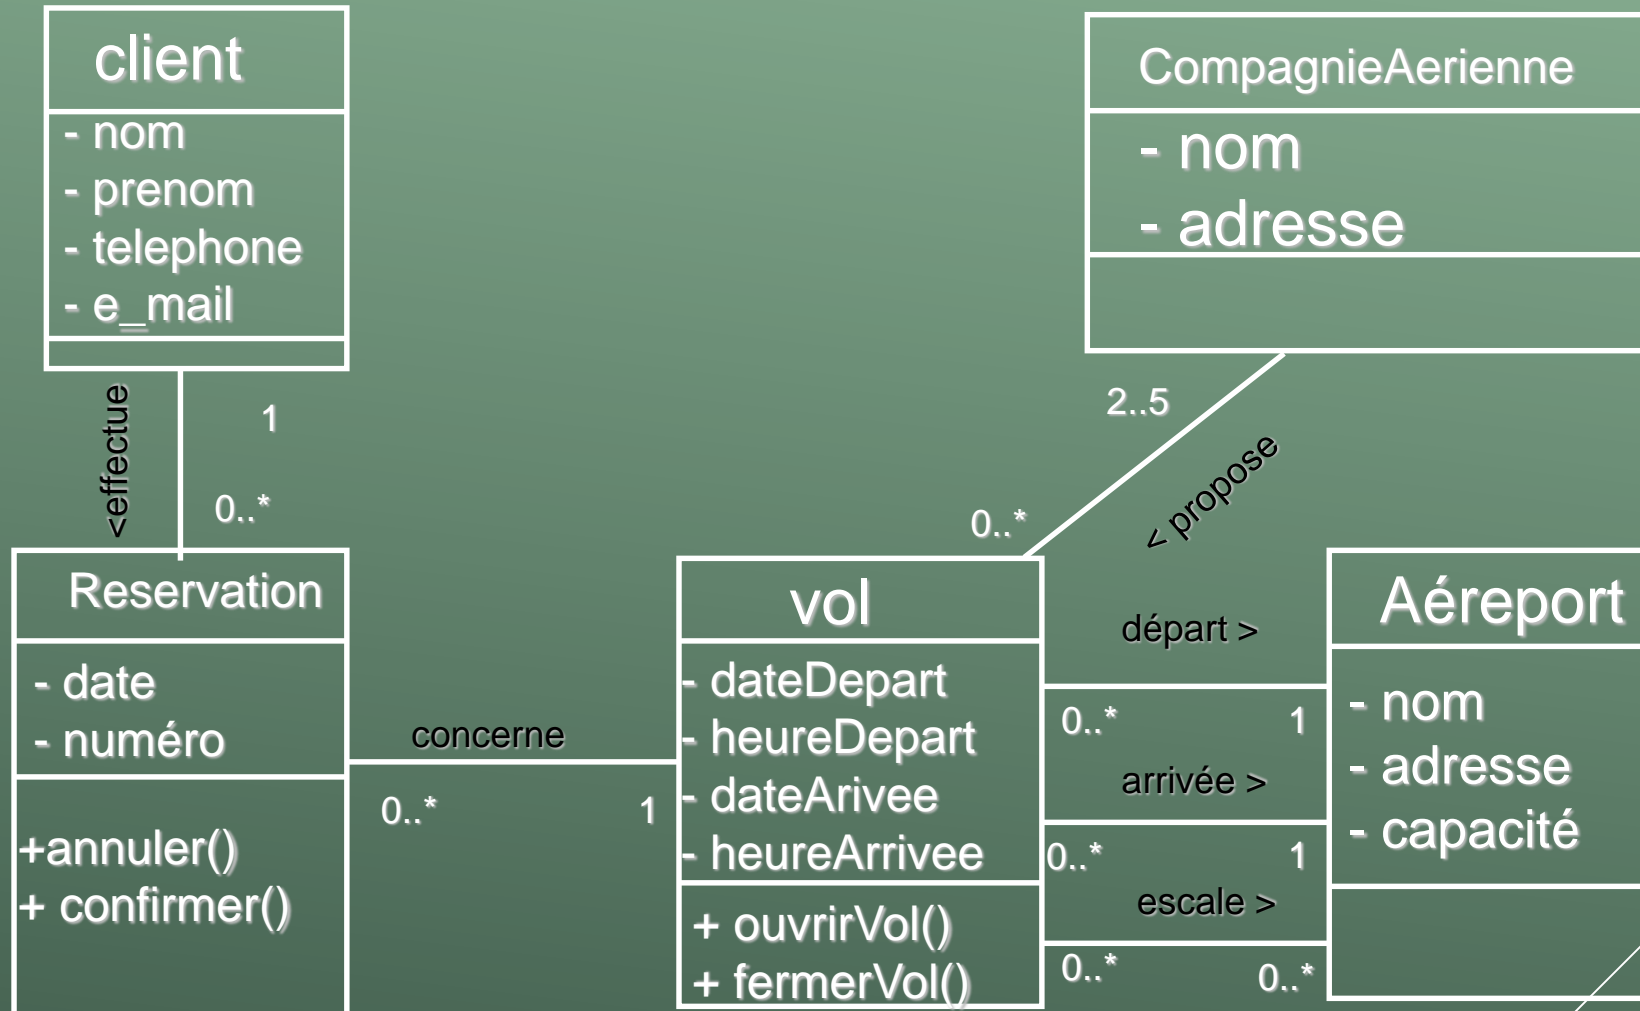 client
- nom
- prenom
- telephone
- e_mail
CompagnieAerienne
- nom
- adresse
<effectue
1
0..*
2..5
< propose
0..*
Reservation
- date
- numéro
+annuler()
+ confirmer()
concerne
0..*
1
vol
- dateDepart
- heureDepart
- dateArivee
- heureArrivee
+ ouvrirVol()
+ fermerVol()
départ >
0..*
1
arrivée >
0..*
1
escale >
0..*
0..*
Aéreport
- nom
- adresse
- capacité